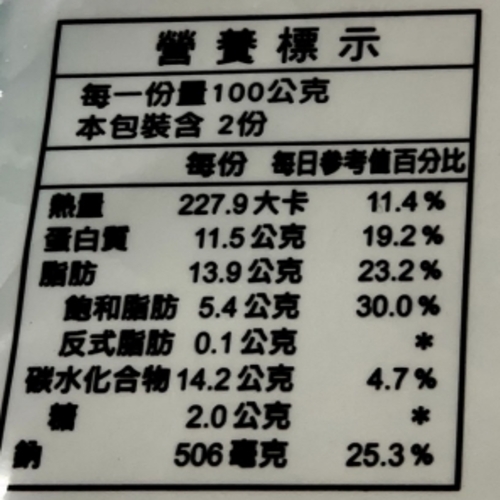 營養標示
每一份量100公克
本包裝含 2份
每份 每日參考值百分比
熱量 227.9大卡 11.4%
蛋白質 11.5公克 19.2%
脂肪 13.9公克 23.2%
飽和脂肪 5.4公克 30.0%
反式脂肪 0.1公克 *
碳水化合物 14.2公克 4.7%
糖 2.0公克 *
鈉 506毫克 25.3%